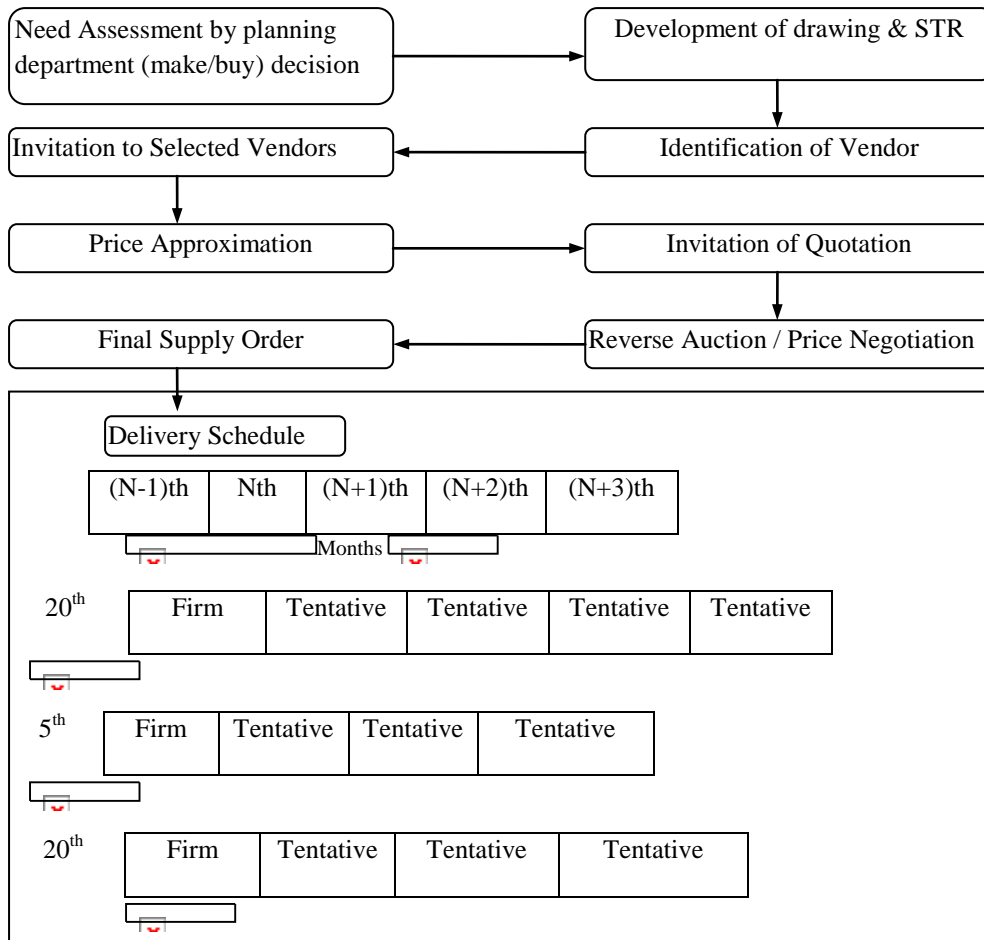 Need Assessment by planning
department (make/buy) decision
Development of drawing & STR
Identification of Vendor
Invitation to Selected Vendors
Price Approximation
Invitation of Quotation
Reverse Auction / Price Negotiation
Final Supply Order
Delivery Schedule
(N-1)th Nth (N+1)th (N+2)th (N+3)th
Months
20th Firm Tentative Tentative Tentative Tentative
5th Firm Tentative Tentative Tentative
20th Firm Tentative Tentative Tentative